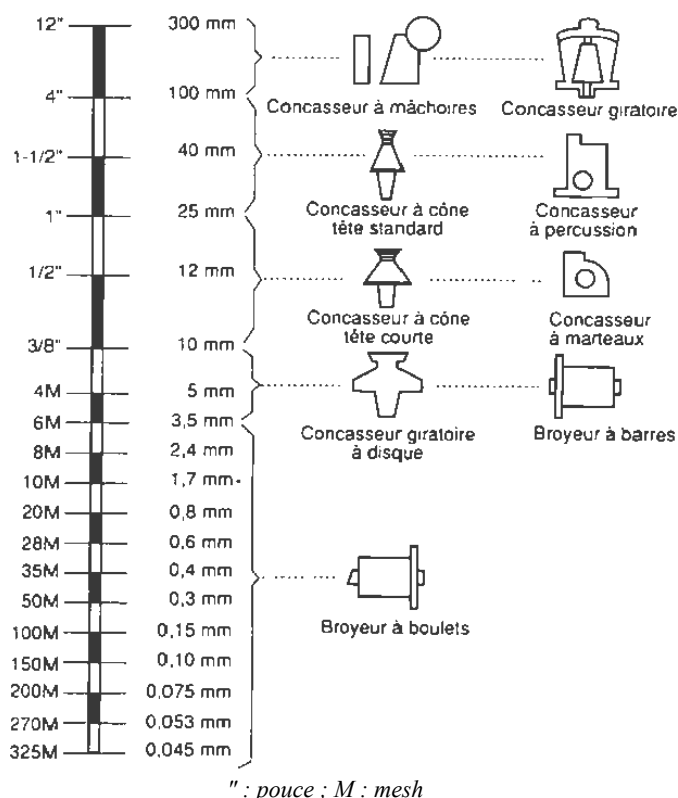 12" 300 mm
4" 100 mm
Concasseur à mâchoires Concasseur giratoire
1-1/2" 40 mm
1" 25 mm
Concasseur à cône
tête standard
Concasseur
à percussion
1/2" 12 mm
Concasseur à cône
tête courte
Concasseur
à marteaux
3/8" 10 mm
4M 5 mm
6M 3,5 mm
Concasseur giratoire
à disque
Broyeur à barres
8M 2,4 mm
10M 1,7 mm
20M 0,8 mm
28M 0,6 mm
35M 0,4 mm
50M 0,3 mm
100M 0,15 mm
Broyeur à boulets
150M 0,10 mm
200M 0,075 mm
270M 0,053 mm
325M 0,045 mm
" : pouce ; M : mesh